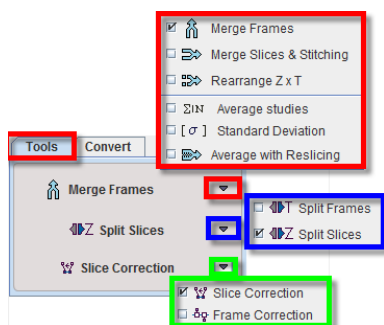 Merge Frames
Merge Slices & Stitching
Rearrange Z x T
ΣIN Average studies
[σ] Standard Deviation
Average with Reslicing
Tools Convert
Merge Frames
Z Split Slices
Slice Correction
T Split Frames
Z Split Slices
Slice Correction
Frame Correction